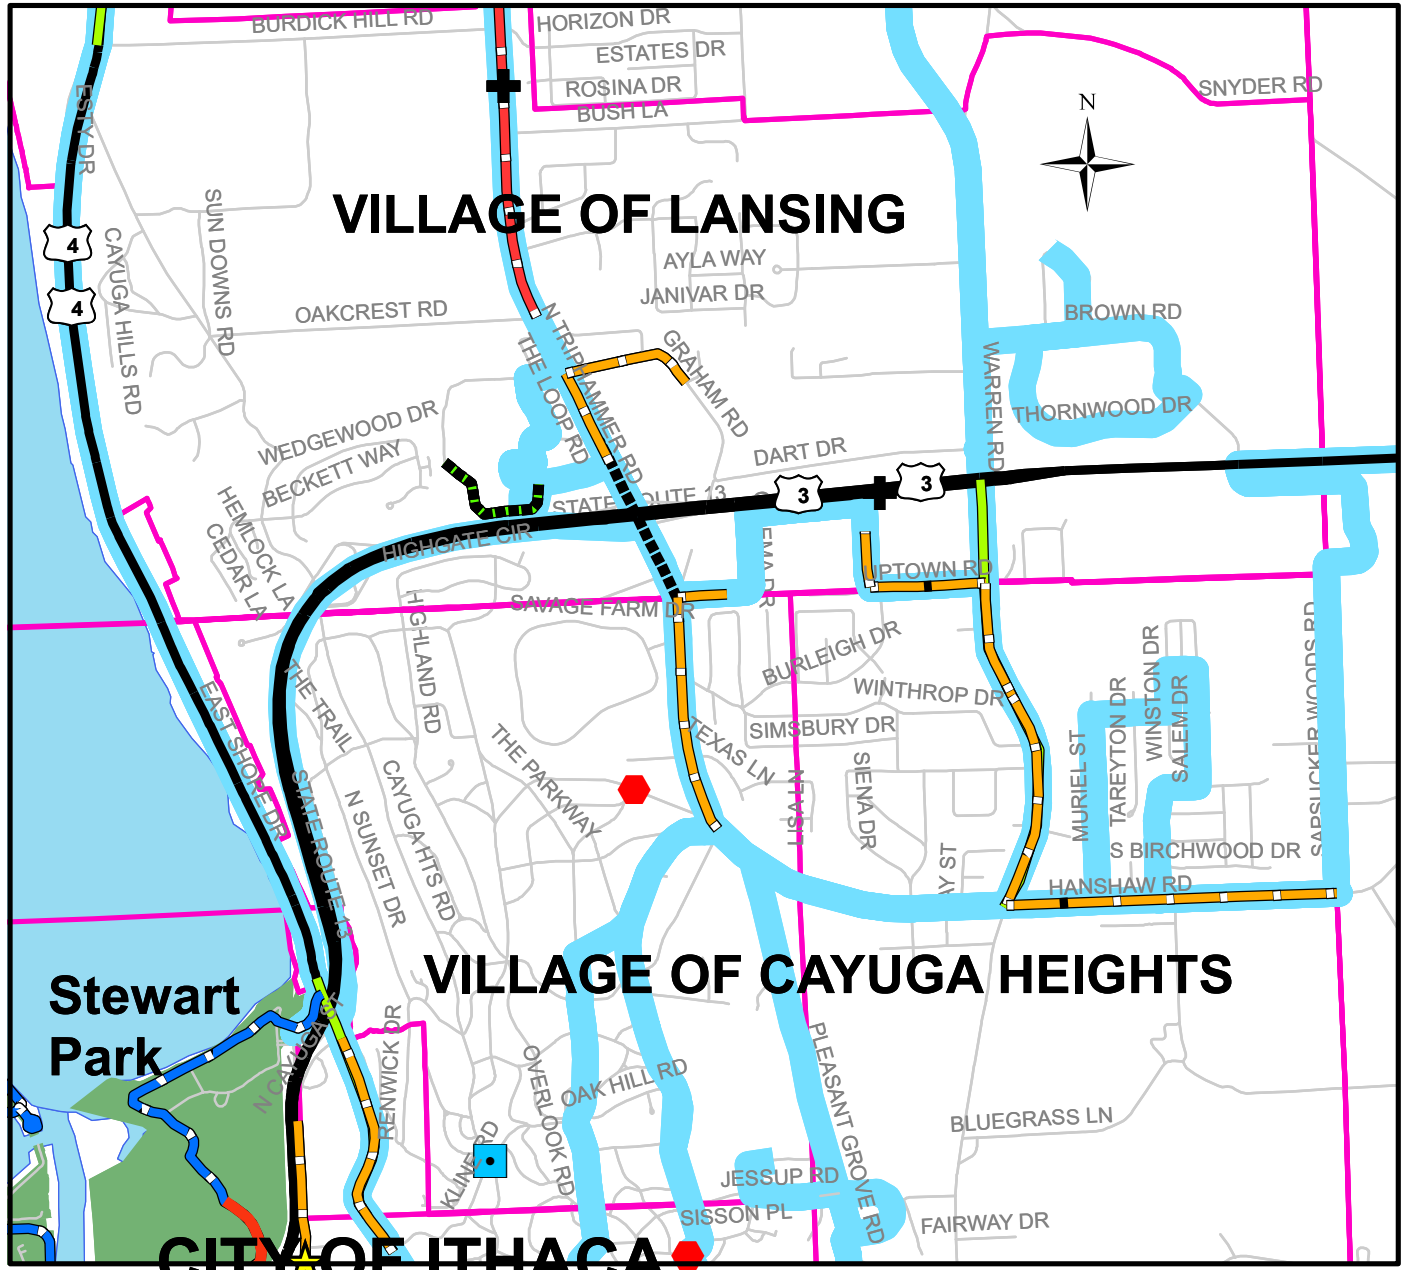 BURDICK HILL RD
HORIZON DR
ESTATES DR
ROSINA DR
BUSH LA
SNYDER RD
N
ESTY DR
VILLAGE OF LANSING
SUN DOWNS RD
4
CAYUGA HILLS RD
AYLA WAY
JANIVAR DR
4
OAKCREST RD
BROWN RD
N TRIPHAMMER RD
THE LOOP RD
GRAHAM RD
WARREN RD
THORNWOOD DR
WEDGEWOOD DR
BECKETT WAY
DART DR
3
3
STATE ROUTE 13
HEMLOCK LA
CEDAR LA
HIGHGATE CIR
UPTOWN RD
SAVAGE FARM DR
HIGHLAND RD
BURLEIGH DR
WINTHROP DR
SIMSBURY DR
THE TRAIL
EAST SHORE DR
TEXAS LN
THE PARKWAY
SIENA DR
MURIEL ST
TAREYTON DR
WINSTON DR
SALEM DR
SAPSUCKER WOODS RD
STATE ROUTE 13
N SUNSET DR
CAYUGA HTS RD
AY ST
S BIRCHWOOD DR
HANSHAW RD
VILLAGE OF CAYUGA HEIGHTS
Stewart
Park
N CAYUGA ST
RENWICK DR
OVERLOOK RD
OAK HILL RD
PLEASANT GROVE RD
BLUEGRASS LN
KLINE RD
JESSUP RD
SISSON PL
FAIRWAY DR
CITY OF ITHACA
F